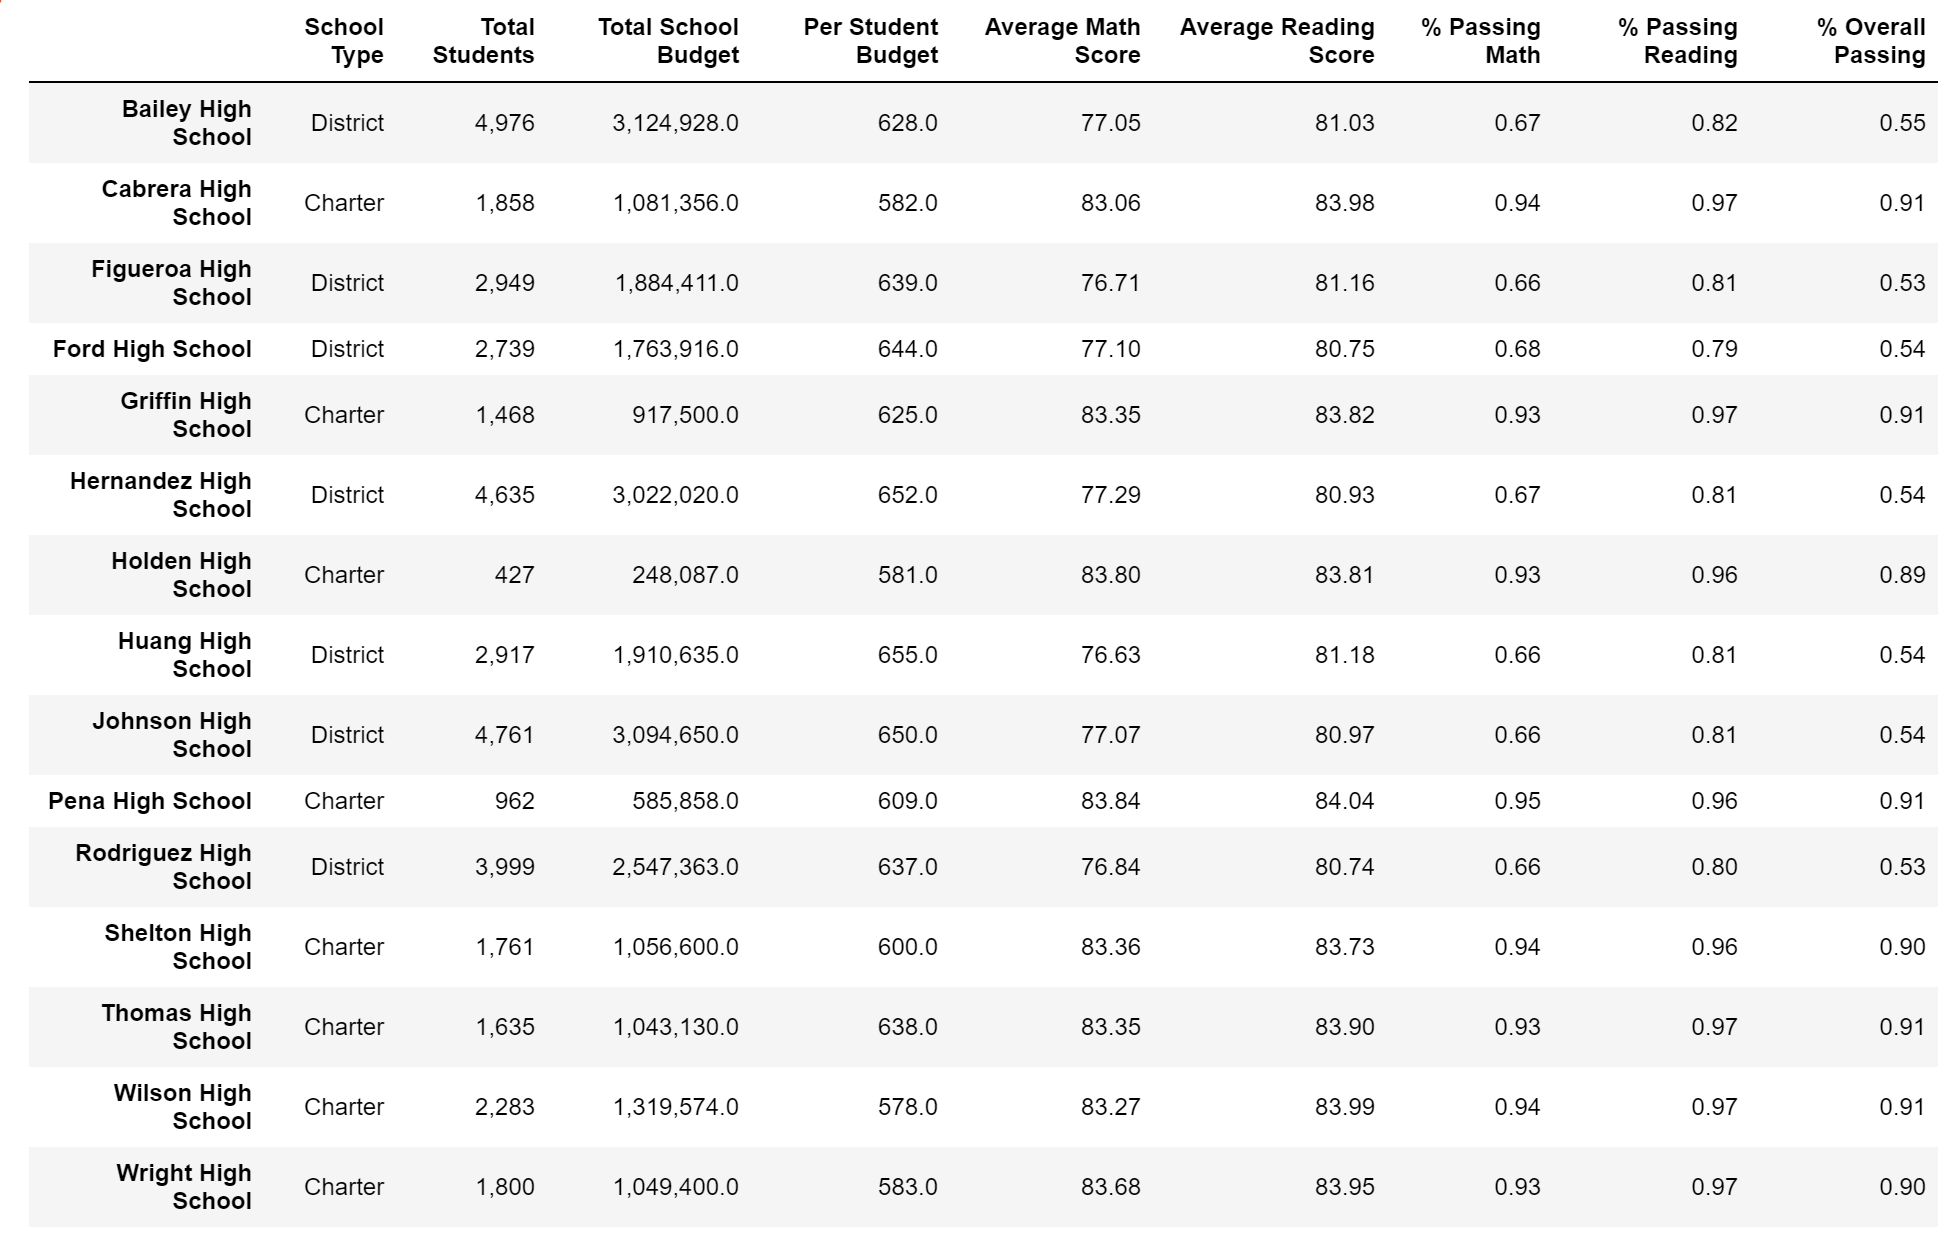 School Type Total Students Total School Budget Per Student Budget Average Math Score Average Reading Score % Passing Math % Passing Reading % Overall Passing
Bailey High School District 4,976 3,124,928.0 628.0 77.05 81.03 0.67 0.82 0.55
Cabrera High School Charter 1,858 1,081,356.0 582.0 83.06 83.98 0.94 0.97 0.91
Figueroa High School District 2,949 1,884,411.0 639.0 76.71 81.16 0.66 0.81 0.53
Ford High School District 2,739 1,763,916.0 644.0 77.10 80.75 0.68 0.79 0.54
Griffin High School Charter 1,468 917,500.0 625.0 83.35 83.82 0.93 0.97 0.91
Hernandez High School District 4,635 3,022,020.0 652.0 77.29 80.93 0.67 0.81 0.54
Holden High School Charter 427 248,087.0 581.0 83.80 83.81 0.93 0.96 0.89
Huang High School District 2,917 1,910,635.0 655.0 76.63 81.18 0.66 0.81 0.54
Johnson High School District 4,761 3,094,650.0 650.0 77.07 80.97 0.66 0.81 0.54
Pena High School Charter 962 585,858.0 609.0 83.84 84.04 0.95 0.96 0.91
Rodriguez High School District 3,999 2,547,363.0 637.0 76.84 80.74 0.66 0.80 0.53
Shelton High School Charter 1,761 1,056,600.0 600.0 83.36 83.73 0.94 0.96 0.90
Thomas High School Charter 1,635 1,043,130.0 638.0 83.35 83.90 0.93 0.97 0.91
Wilson High School Charter 2,283 1,319,574.0 578.0 83.27 83.99 0.94 0.97 0.91
Wright High School Charter 1,800 1,049,400.0 583.0 83.68 83.95 0.93 0.97 0.90